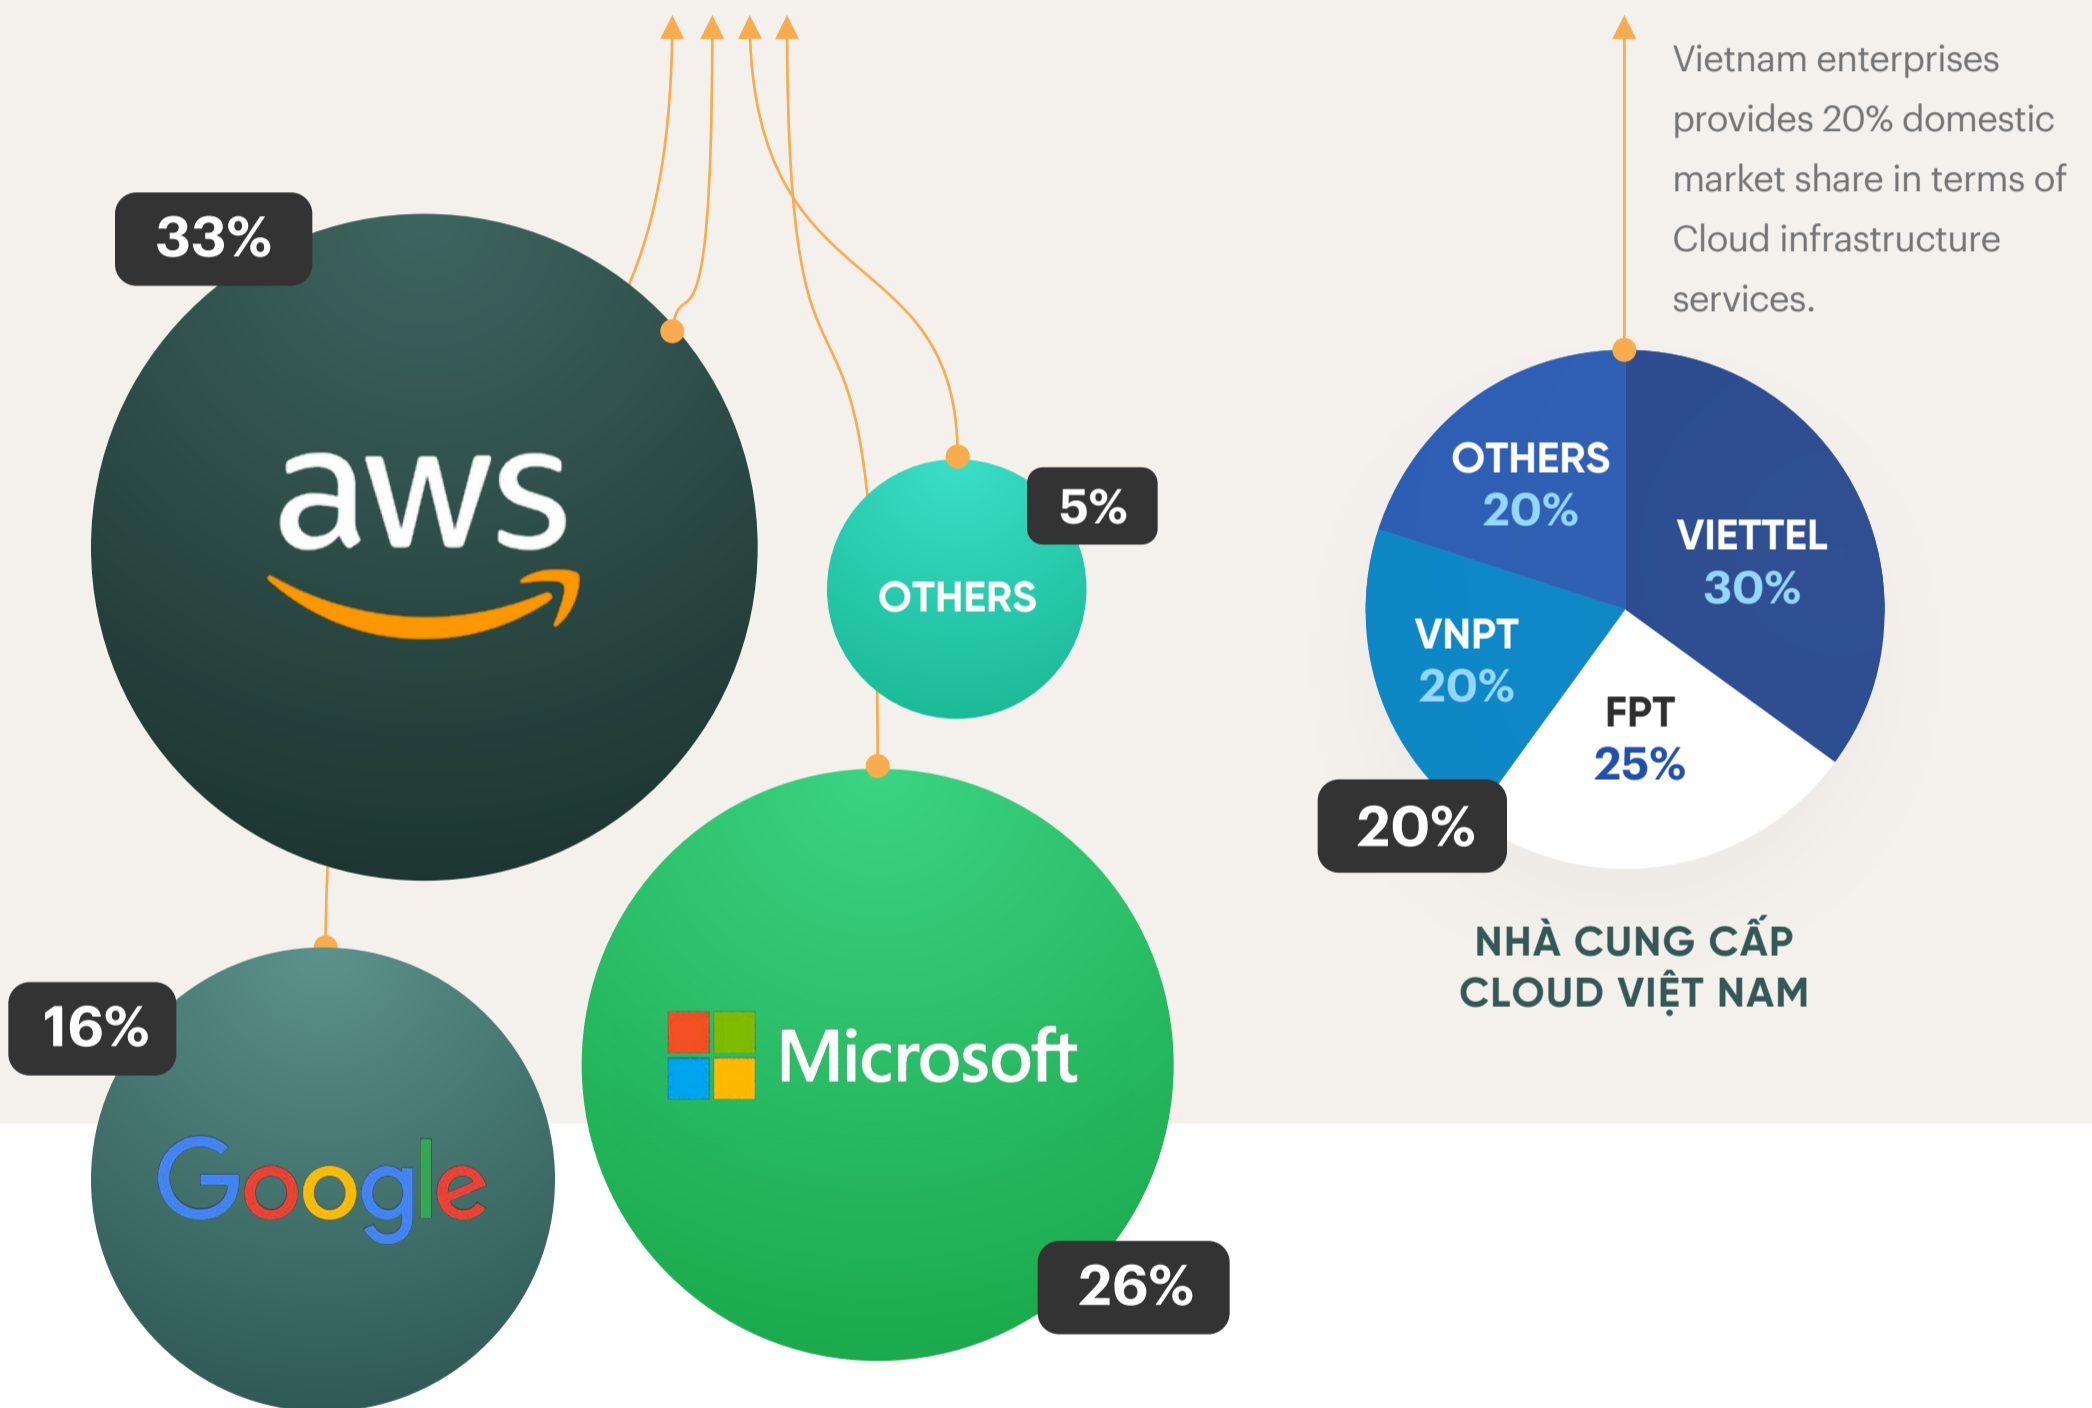 33%
aws
5%
OTHERS
16%
Google
Microsoft
26%
Vietnam enterprises
provides 20% domestic
market share in terms of
Cloud infrastructure
services.
OTHERS
20%
VIETTEL
30%
VNPT
20%
FPT
25%
20%
NHÀ CUNG CẤP
CLOUD VIỆT NAM